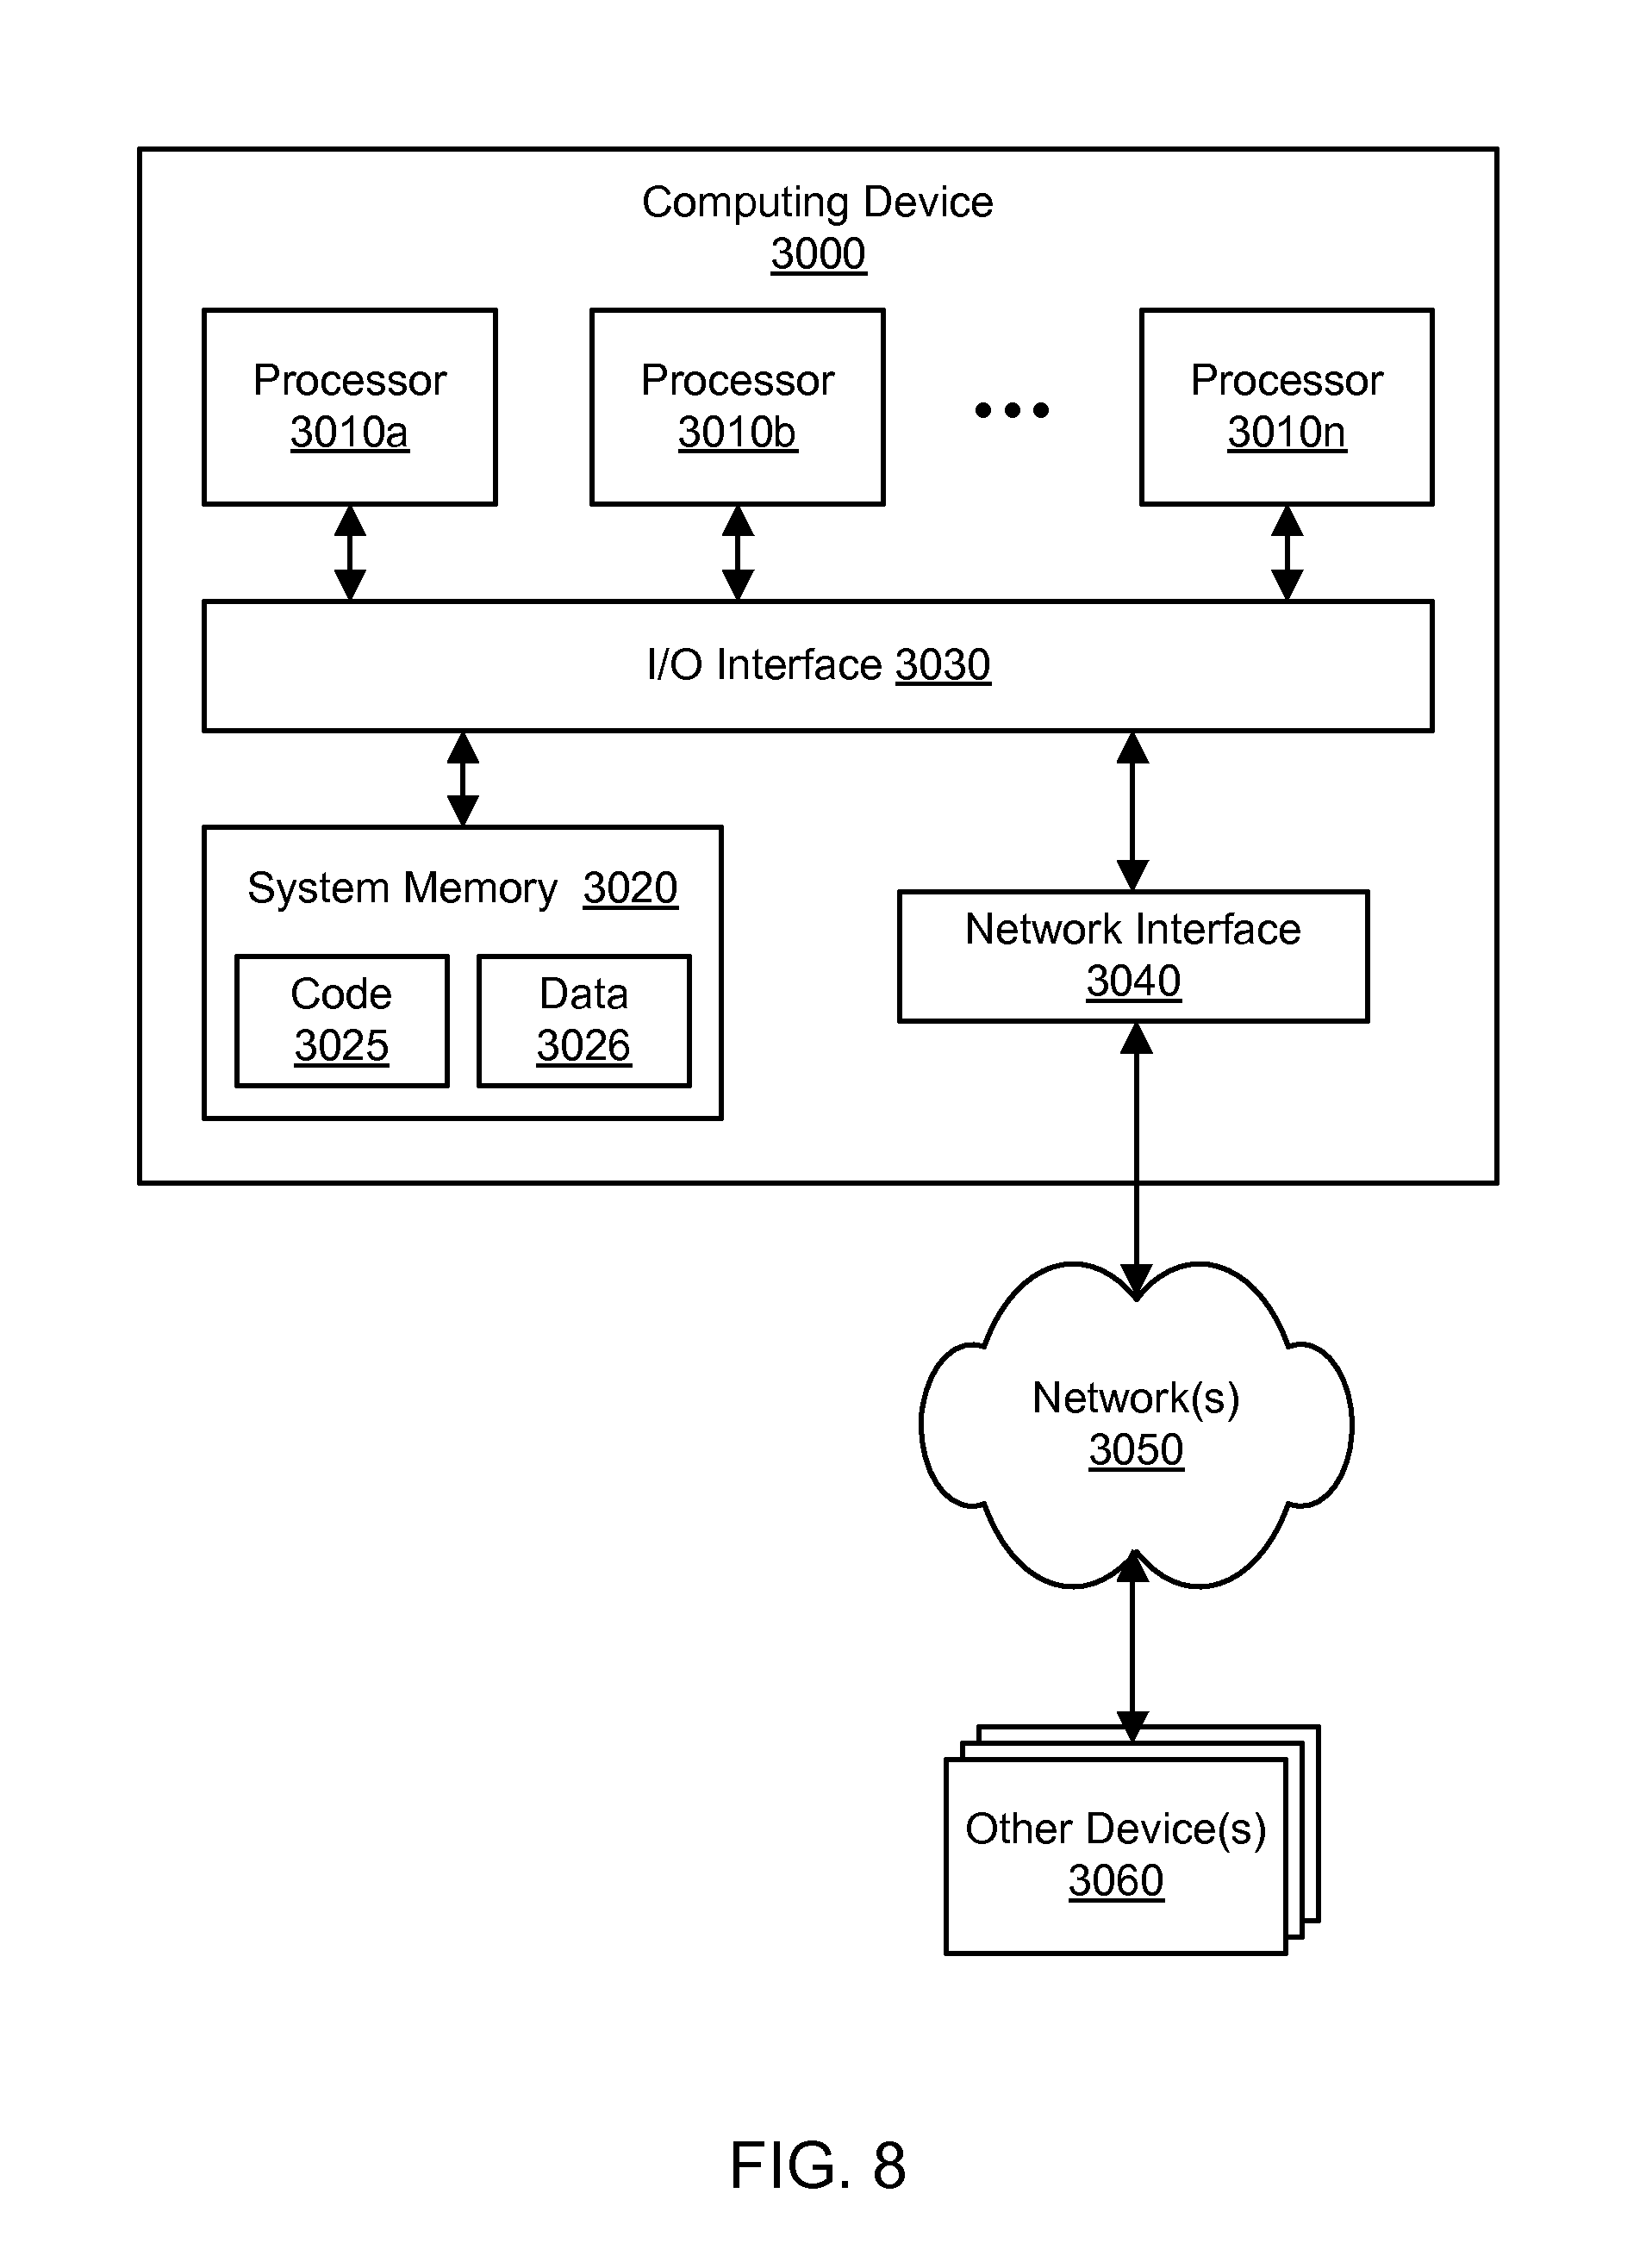 Computing Device
3000
Processor
3010a
Processor
3010b
Processor
3010n
I/O Interface 3030
System Memory 3020
Code
3025
Data
3026
Network Interface
3040
Network(s)
3050
Other Device(s)
3060
FIG. 8